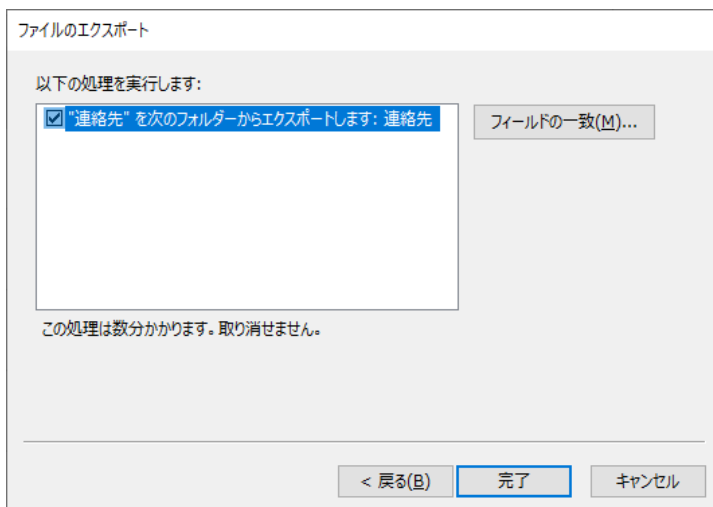 ファイルのエクスポート
以下の処理を実行します:
"連絡先" を次のフォルダーからエクスポートします: 連絡先
フィールドの一致(M)...
この処理は数分かかります。取り消せません。
< 戻る(B)
完了
キャンセル